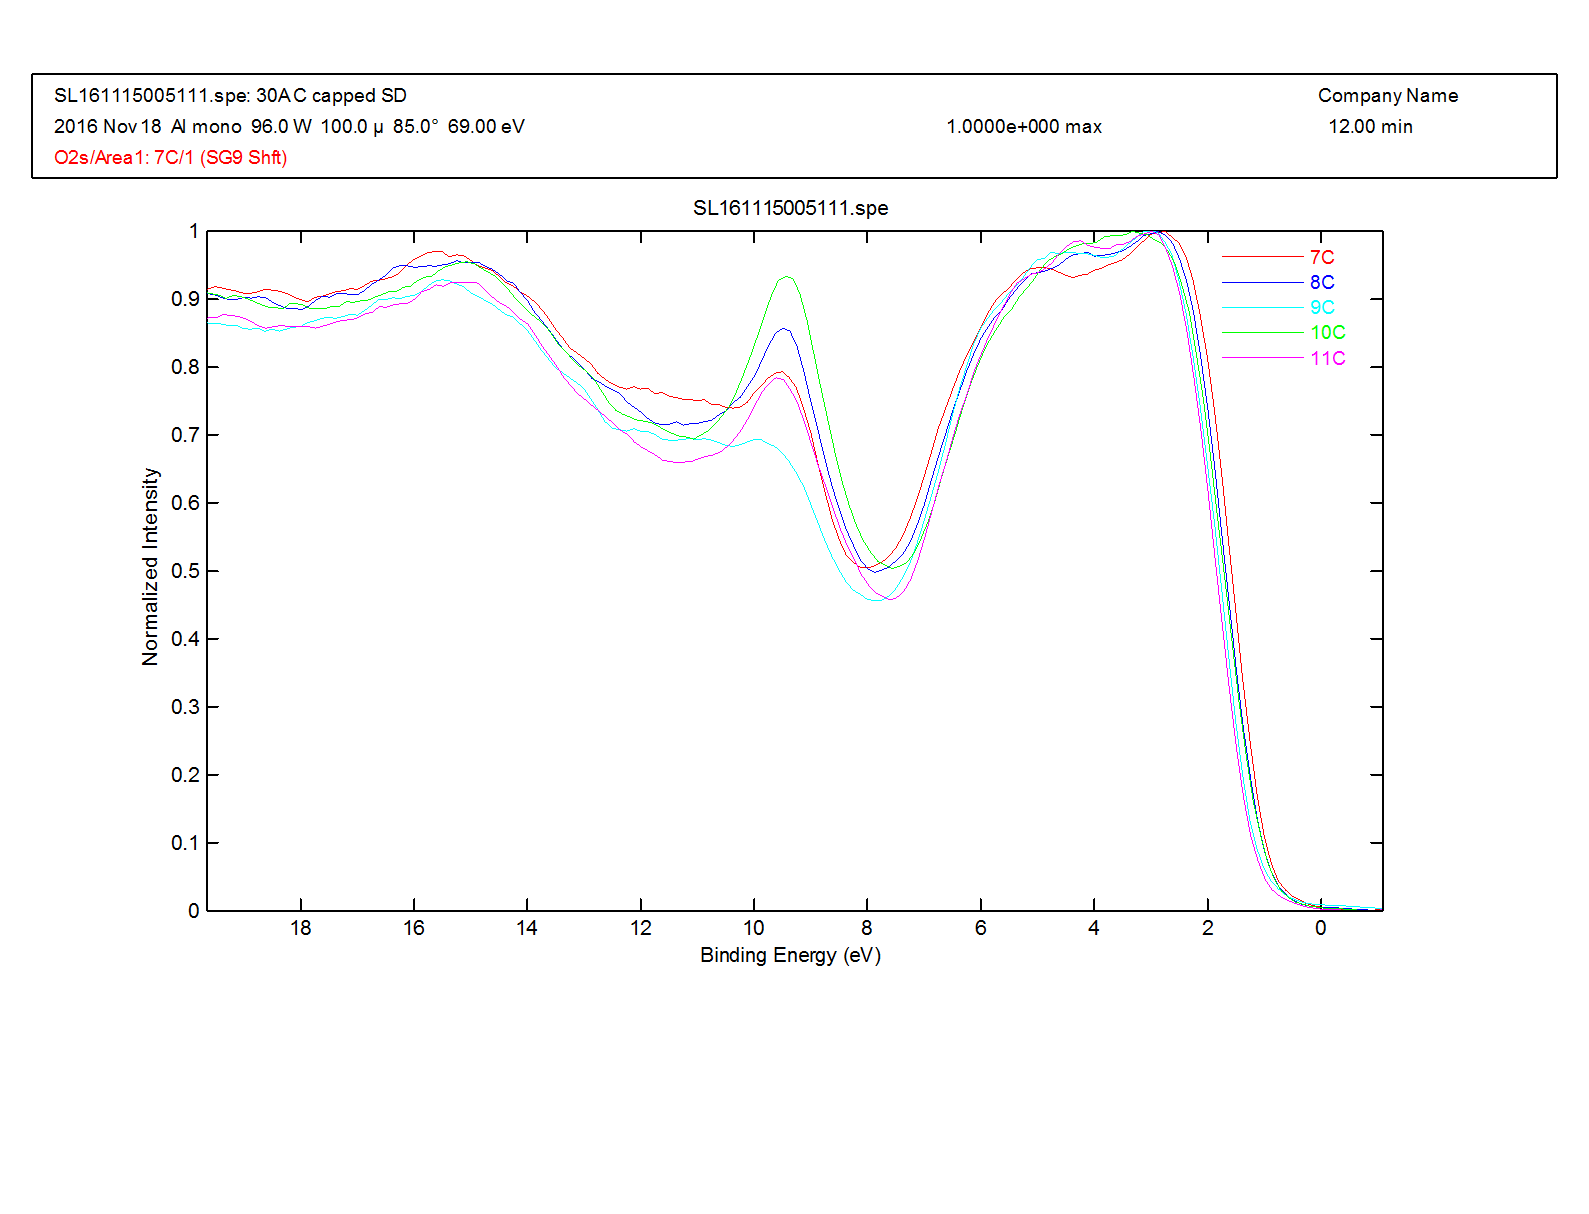 SL161115005111.spe: 30A C capped SD
Company Name
2016 Nov 18 Al mono 96.0 W 100.0 µ 85.0° 69.00 eV
1.0000e+000 max
12.00 min
O2s/Area1: 7C/1 (SG9 Shft)
SL161115005111.spe
1
0.9
0.8
0.7
0.6
0.5
0.4
0.3
0.2
0.1
0
Normalized Intensity
7C
8C
9C
10C
11C
18 16 14 12 10 8 6 4 2 0
Binding Energy (eV)